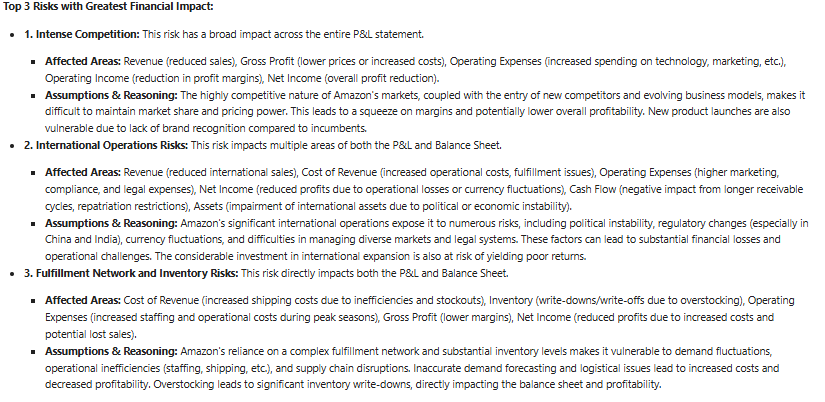 Top 3 Risks with Greatest Financial Impact:
• 1. Intense Competition: This risk has a broad impact across the entire P&L statement.
▪ Affected Areas: Revenue (reduced sales), Gross Profit (lower prices or increased costs), Operating Expenses (increased spending on technology, marketing, etc.),
Operating Income (reduction in profit margins), Net Income (overall profit reduction).
▪ Assumptions & Reasoning: The highly competitive nature of Amazon's markets, coupled with the entry of new competitors and evolving business models, makes it
difficult to maintain market share and pricing power. This leads to a squeeze on margins and potentially lower overall profitability. New product launches are also
vulnerable due to lack of brand recognition compared to incumbents.
• 2. International Operations Risks: This risk impacts multiple areas of both the P&L and Balance Sheet.
▪ Affected Areas: Revenue (reduced international sales), Cost of Revenue (increased operational costs, fulfillment issues), Operating Expenses (higher marketing,
compliance, and legal expenses), Net Income (reduced profits due to operational losses or currency fluctuations), Cash Flow (negative impact from longer receivable
cycles, repatriation restrictions), Assets (impairment of international assets due to political or economic instability).
▪ Assumptions & Reasoning: Amazon's significant international operations expose it to numerous risks, including political instability, regulatory changes (especially in
China and India), currency fluctuations, and difficulties in managing diverse markets and legal systems. These factors can lead to substantial financial losses and
operational challenges. The considerable investment in international expansion is also at risk of yielding poor returns.
• 3. Fulfillment Network and Inventory Risks: This risk directly impacts both the P&L and Balance Sheet.
▪ Affected Areas: Cost of Revenue (increased shipping costs due to inefficiencies and stockouts), Inventory (write-downs/write-offs due to overstocking), Operating
Expenses (increased staffing and operational costs during peak seasons), Gross Profit (lower margins), Net Income (reduced profits due to increased costs and
potential lost sales).
▪ Assumptions & Reasoning: Amazon's reliance on a complex fulfillment network and substantial inventory levels makes it vulnerable to demand fluctuations,
operational inefficiencies (staffing, shipping, etc.), and supply chain disruptions. Inaccurate demand forecasting and logistical issues lead to increased costs and
decreased profitability. Overstocking leads to significant inventory write-downs, directly impacting the balance sheet and profitability.